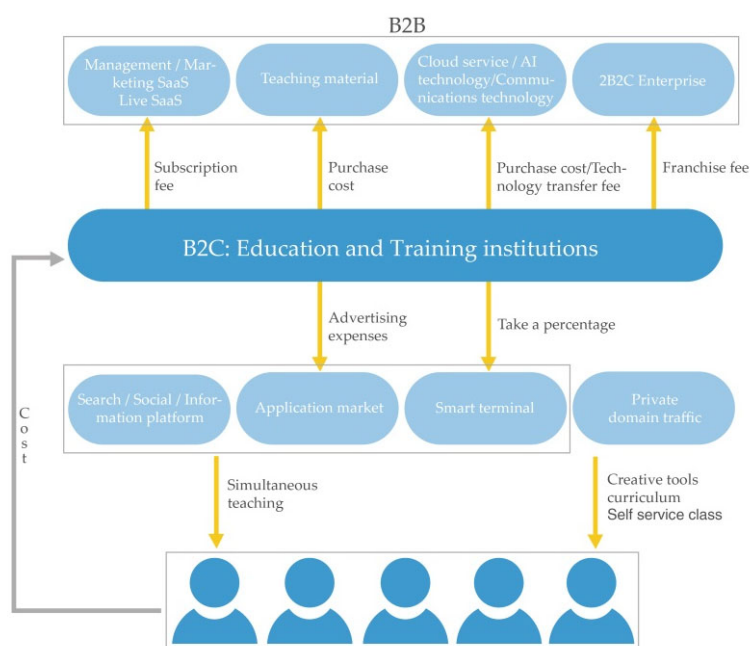 B2B
Management / Mar-
keting SaaS
Live SaaS
Teaching material
Cloud service / AI
technology/Commu-
nications technology
2B2C Enterprise
Subscription
fee
Purchase
cost
Purchase cost/Tech-
nology transfer fee
Franchise fee
B2C: Education and Training institutions
Advertising
expenses
Take a percentage
Search / Social / Infor-
mation platform
Application market
Smart terminal
Private
domain traffic
Cost
Simultaneous
teaching
Creative tools
curriculum
Self service class